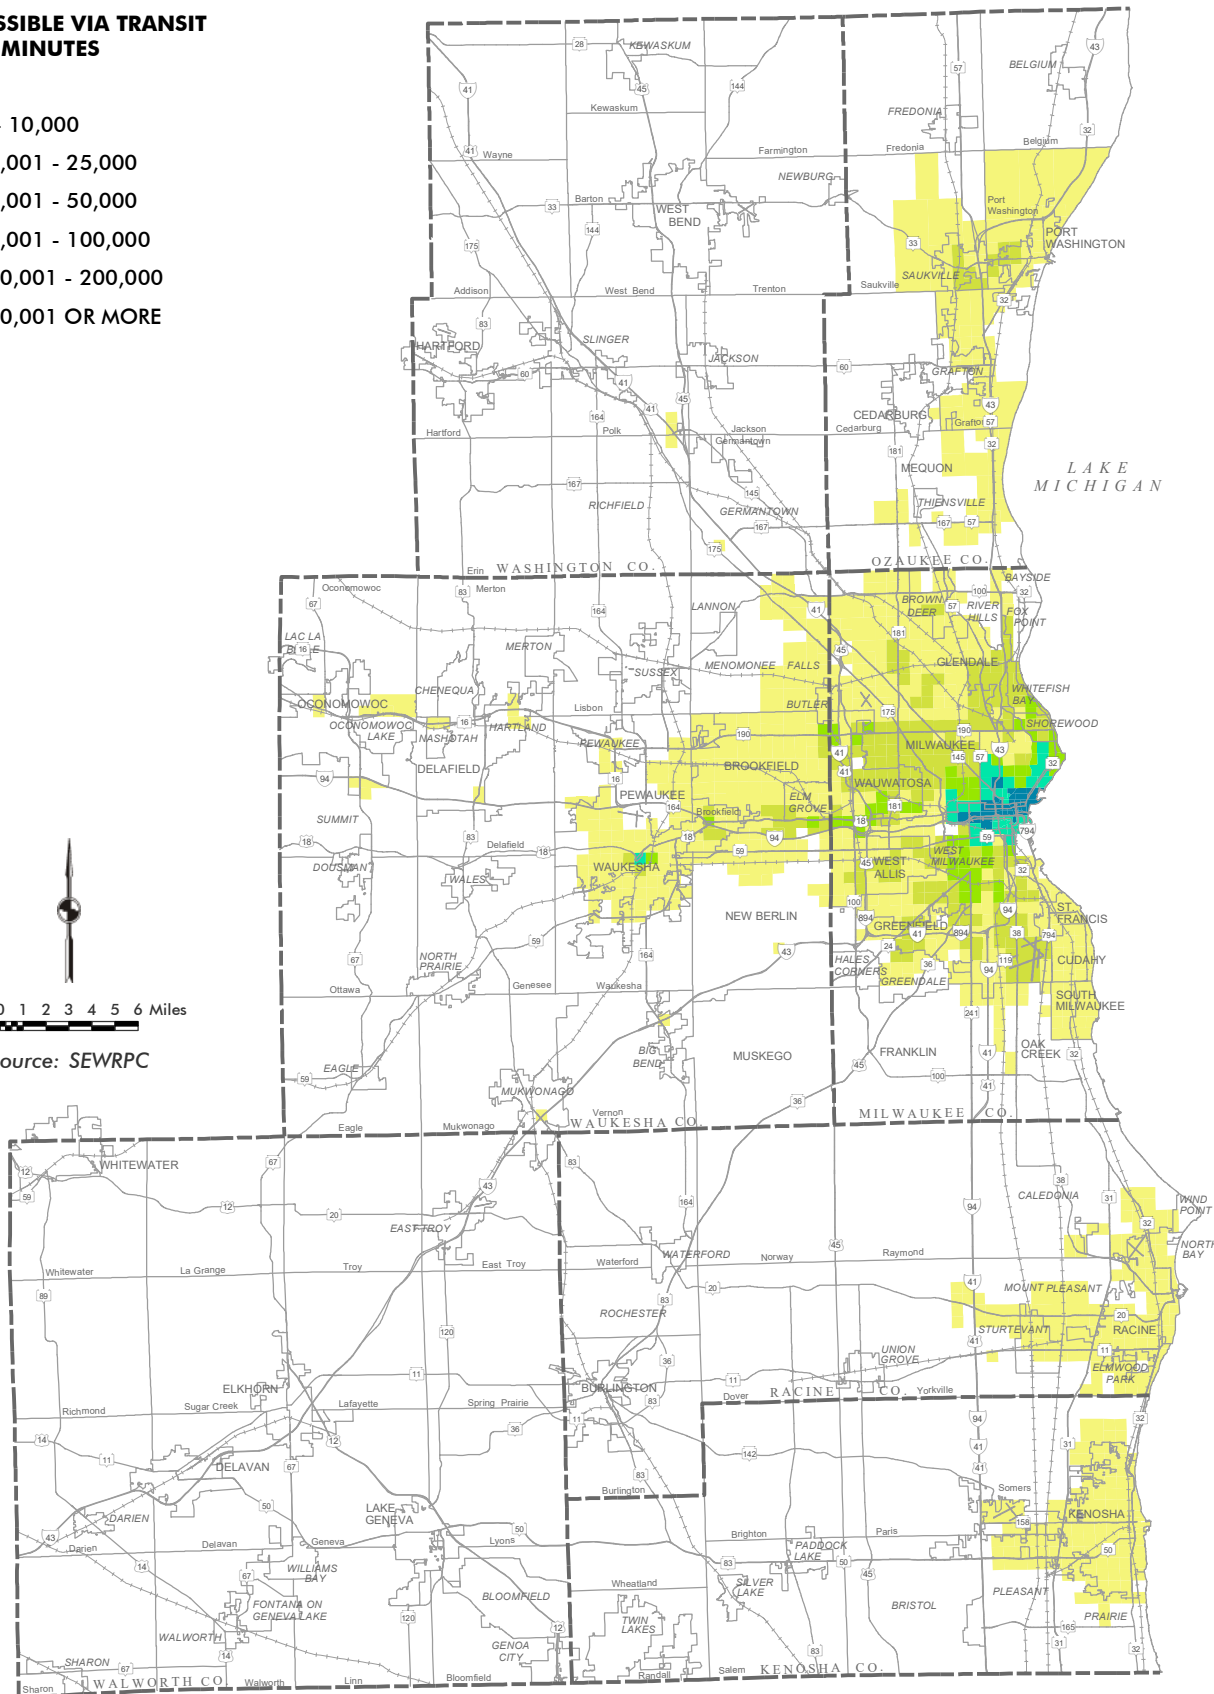 SSIBLE VIA TRANSIT
MINUTES
- 10,000
,001 - 25,000
,001 - 50,000
,001 - 100,000
0,001 - 200,000
0,001 OR MORE
KEWASKUM
Kewaskum
BELGIUM
FREDONIA
Wayne
Farmington
Fredonia
Belgium
NEWBURG
Barton
WEST
BEND
Port
Washington
PORT
WASHINGTON
SAUKVILLE
Addison
West Bend
Trenton
Saukville
HARTFORD
SLINGER
JACKSON
GRAFTON
CEDARBURG
Hartford
Polk
Jackson
Germantown
Cedarburg
Grafton
MEQUON
LAKE
MICHIGAN
RICHFIELD
GERMANTOWN
THIENSVILLE
Erin
WASHINGTON CO.
OZAUKEE CO.
Oconomowoc
Merton
BAYSIDE
LANNON
BROWN
DEER
RIVER
HILLS
FOX
POINT
LAC LA
MERTON
SUSSEX
MENOMONEE FALLS
GLENDALE
CHENEQUA
WHITEFISH
BAY
OCONOMOWOC
Lisbon
BUTLER
OCONOMOWOC
LAKE
NASHOTAH
HARTLAND
SHOREWOOD
PEWAUKEE
MILWAUKEE
DELAFIELD
BROOKFIELD
WAUWATOSA
PEWAUKEE
ELM
GROVE
Brookfield
SUMMIT
Delafield
DOUSMAN
WALES
WAUKESHA
WEST
ALLIS
WEST
MILWAUKEE
NEW BERLIN
ST.
FRANCIS
GREENFIELD
NORTH
PRAIRIE
HALES
CORNERS
GREENDALE
CUDAHY
Ottawa
Genesee
Waukesha
SOUTH
MILWAUKEE
0 1 2 3 4 5 6 Miles
ource: SEWRPC
EAGLE
BIG
BEND
MUSKEGO
FRANKLIN
OAK
CREEK
MUKWONAGO
Vernon
Eagle
Mukwonago
WAUKESHA CO.
MILWAUKEE CO.
WHITEWATER
CALEDONIA
WIND
POINT
EAST TROY
NORTH
BAY
WATERFORD
Whitewater
La Grange
Troy
East Troy
Waterford
Norway
Raymond
MOUNT PLEASANT
ROCHESTER
STURTEVANT
RACINE
UNION
GROVE
ELMWOOD
PARK
ELKHORN
BURLINGTON
Dover
RACINE CO.
Yorkville
Richmond
Sugar Creek
Lafayette
Spring Prairie
DELAVAN
Burlington
Somers
DARIEN
LAKE
GENEVA
KENOSHA
Darien
Delavan
Geneva
Lyons
Brighton
Paris
PADDOCK
LAKE
WILLIAMS
BAY
Wheatland
SILVER
LAKE
PLEASANT
PRAIRIE
FONTANA ON
GENEVA LAKE
BLOOMFIELD
TWIN
LAKES
BRISTOL
WALWORTH
GENOA
CITY
SHARON
Sharon
WALWORTH CO.
Walworth
Linn
Bloomfield
Randall
Salem
KENOSHA CO.